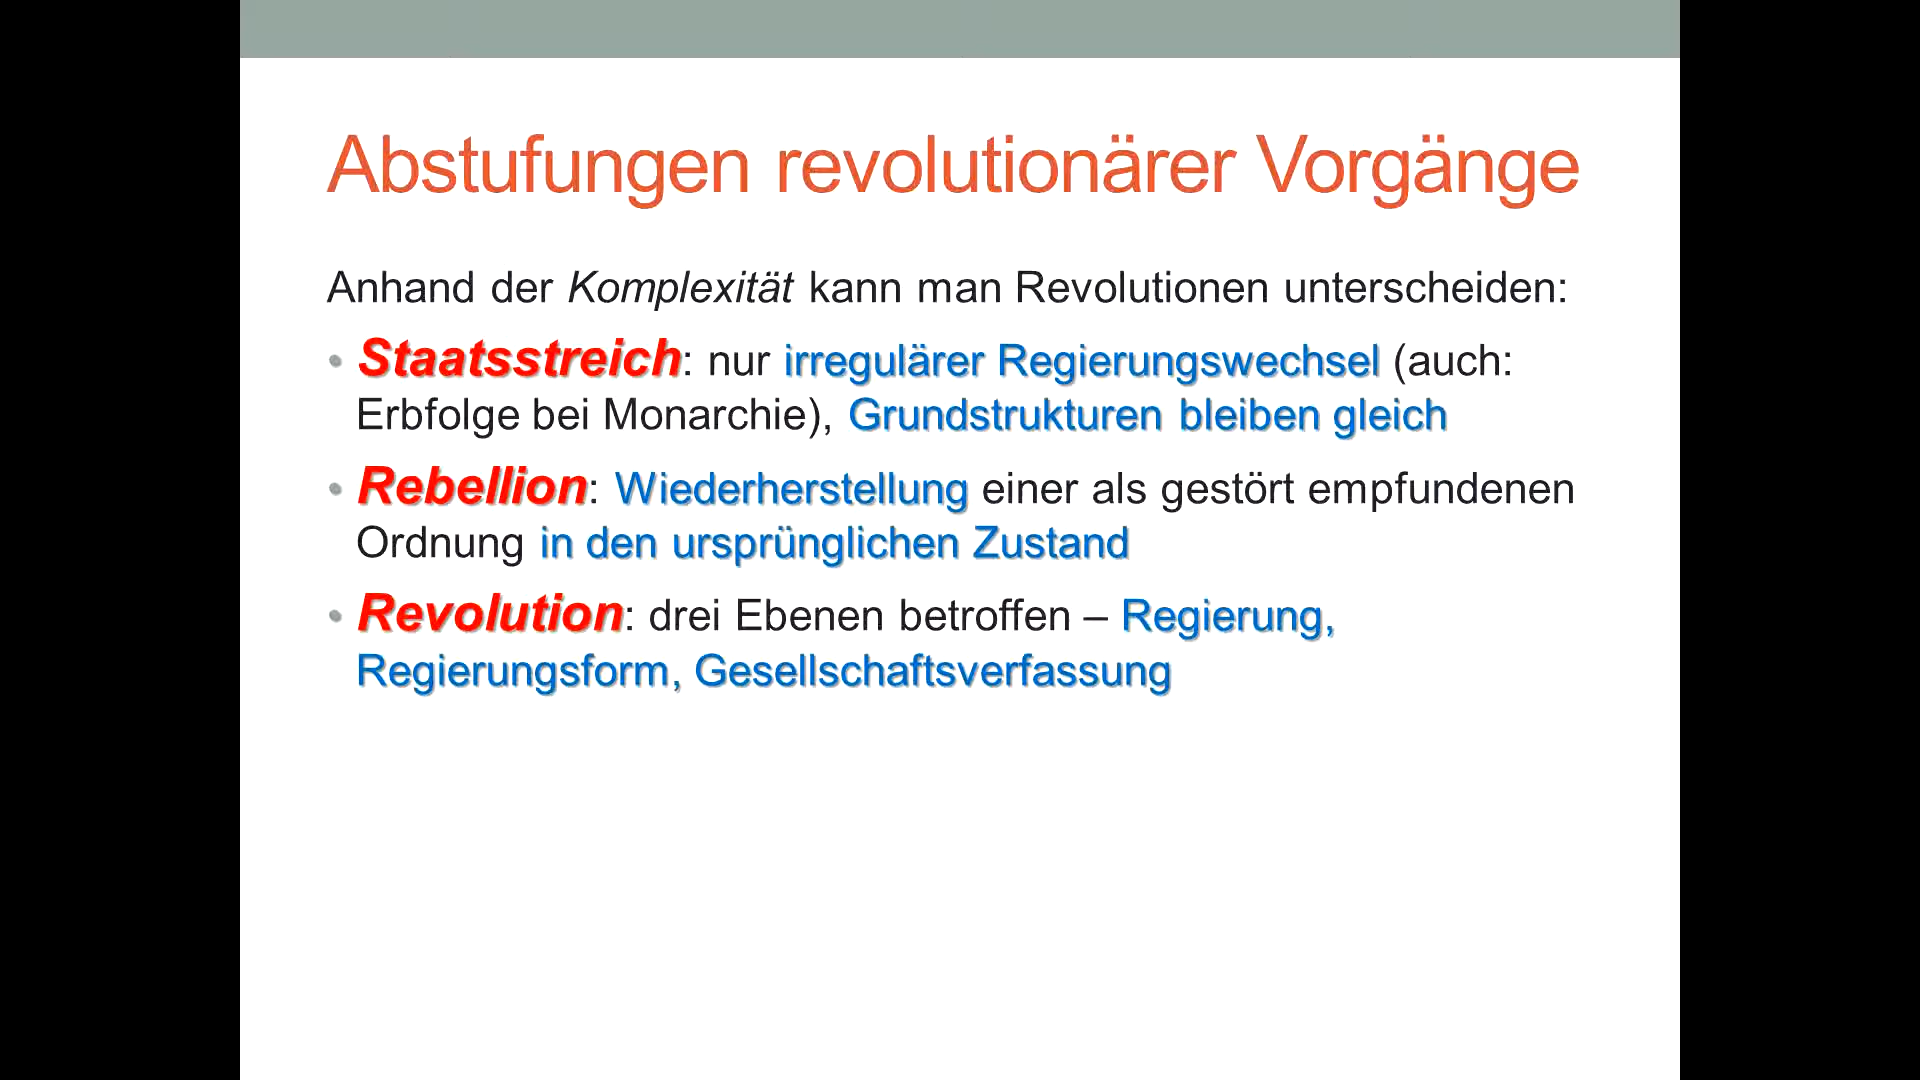 Abstufungen revolutionärer Vorgänge
Anhand der Komplexität kann man Revolutionen unterscheiden:
• Staatsstreich: nur irregulärer Regierungswechsel (auch:
Erbfolge bei Monarchie), Grundstrukturen bleiben gleich
• Rebellion: Wiederherstellung einer als gestört empfundenen
Ordnung in den ursprünglichen Zustand
• Revolution: drei Ebenen betroffen – Regierung,
Regierungsform, Gesellschaftsverfassung